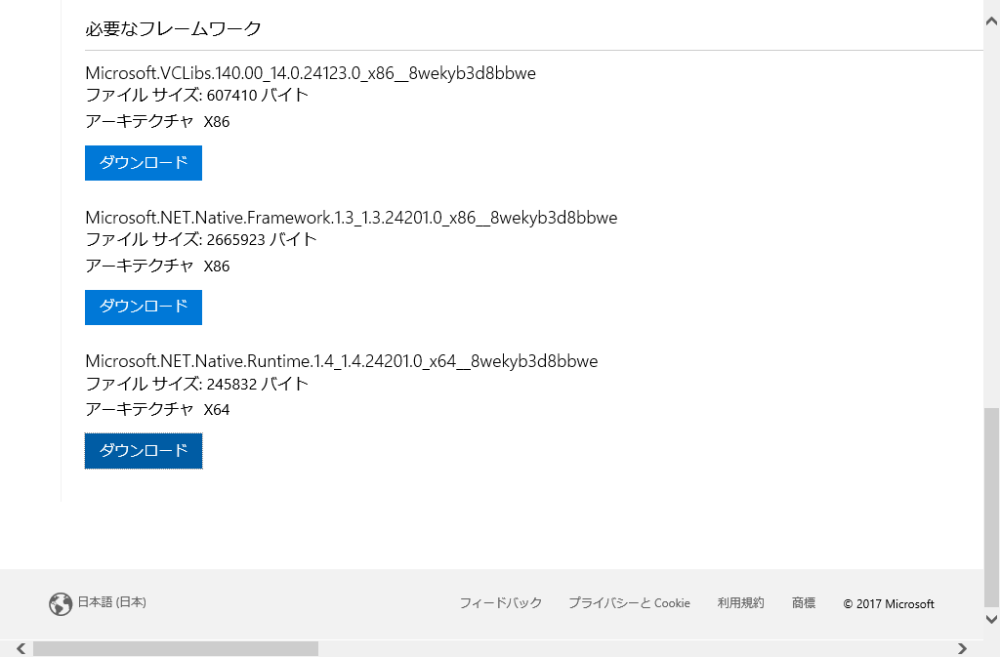 必要なフレームワーク
Microsoft.VCLibs.140.00_14.0.24123.0_x86__8wekyb3d8bbwe
ファイル サイズ: 607410 バイト
アーキテクチャ X86
ダウンロード
Microsoft.NET.Native.Framework.1.3_1.3.24201.0_x86__8wekyb3d8bbwe
ファイル サイズ: 2665923 バイト
アーキテクチャ X86
ダウンロード
Microsoft.NET.Native.Runtime.1.4_1.4.24201.0_x64__8wekyb3d8bbwe
ファイル サイズ: 245832 バイト
アーキテクチャ X64
ダウンロード
日本語 (日本) フィードバック プライバシーと Cookie 利用規約 商標 © 2017 Microsoft